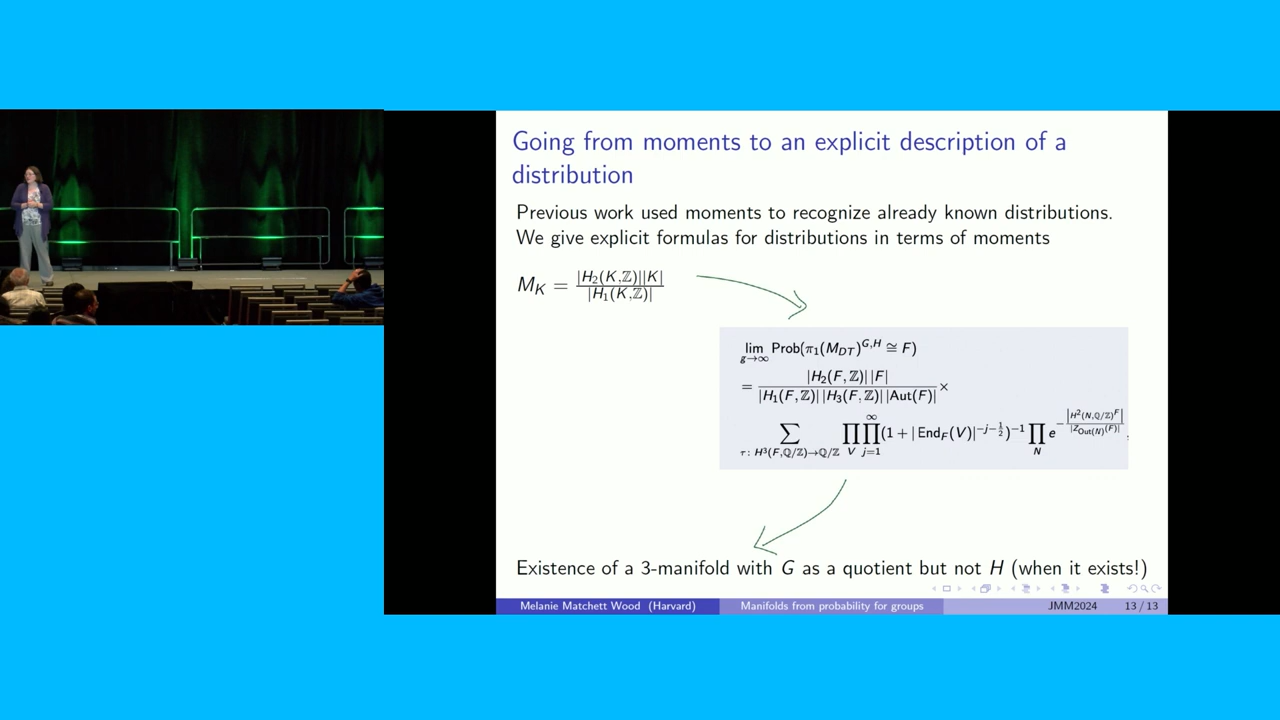 Going from moments to an explicit description of a
distribution
Previous work used moments to recognize already known distributions.
We give explicit formulas for distributions in terms of moments
M_K = |H_2(K,ℤ)||K| / |H_1(K,ℤ)|
lim_{g→∞} Prob(π_1(M_{DT})^{G,H} ≅ F)
= |H_2(F,ℤ)| |F| / |H_1(F,ℤ)| |H_3(F,ℤ)| |Aut(F)| ×
∑_{τ: H^3(F,ℚ/ℤ)→ℚ/ℤ} ∏_V ∏_{j=1}^∞ (1 + |End_F(V)|^{-j-1/2})^{-1} ∏_N e^{-|H^2(N,ℚ/ℤ)^F| / |Z_{Out(N)}(F)|}.
Existence of a 3-manifold with G as a quotient but not H (when it exists!)
Melanie Matchett Wood (Harvard) Manifolds from probability for groups JMM2024 13 / 13